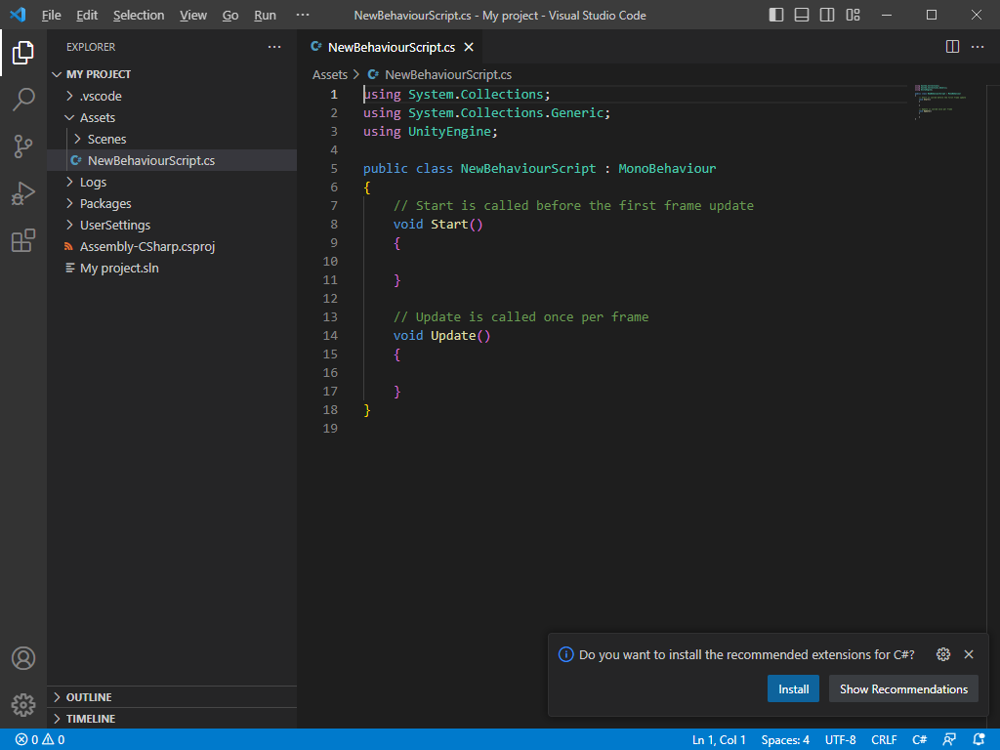 File Edit Selection View Go Run ··· NewBehaviourScript.cs - My project - Visual Studio Code
EXPLORER ···
MY PROJECT
.vscode
Assets
Scenes
NewBehaviourScript.cs
Logs
Packages
UserSettings
Assembly-CSharp.csproj
My project.sln
OUTLINE
TIMELINE
C# NewBehaviourScript.cs
Assets > C# NewBehaviourScript.cs
1 using System.Collections;
2 using System.Collections.Generic;
3 using UnityEngine;
4
5 public class NewBehaviourScript : MonoBehaviour
6 {
7     // Start is called before the first frame update
8     void Start()
9     {
10
11     }
12
13     // Update is called once per frame
14     void Update()
15     {
16
17     }
18 }
19
Do you want to install the recommended extensions for C#?
Install Show Recommendations
0 0 Ln 1, Col 1 Spaces: 4 UTF-8 CRLF C#